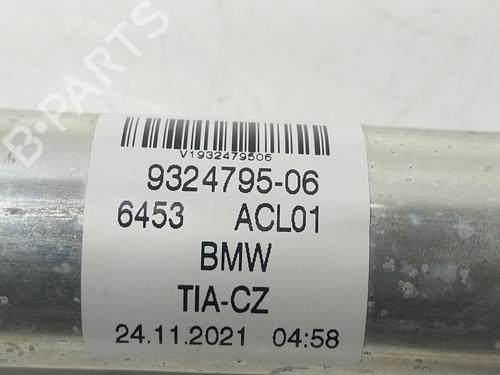 B-PARTS
V1932479506
9324795-06
6453 ACL01
BMW
TIA-CZ
24.11.2021 04:58